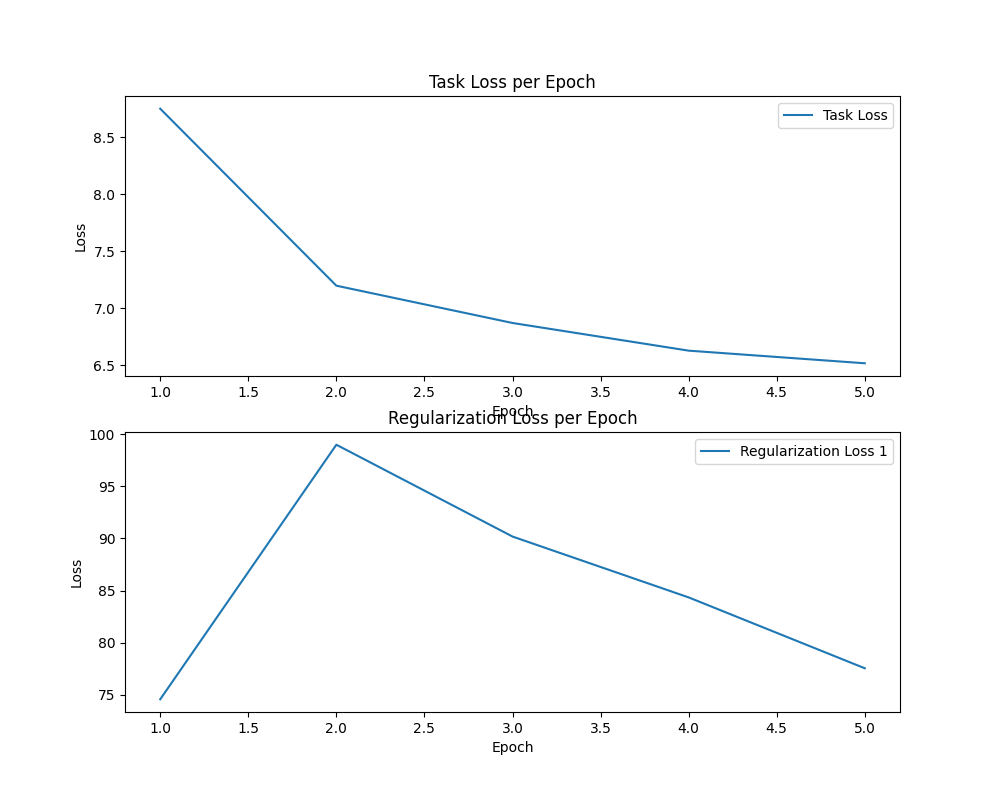 Task Loss per Epoch
Task Loss
8.5
8.0
7.5
7.0
6.5
Loss
1.0 1.5 2.0 2.5 3.0 3.5 4.0 4.5 5.0
Epoch
Regularization Loss per Epoch
Regularization Loss 1
100
95
90
85
80
75
Loss
1.0 1.5 2.0 2.5 3.0 3.5 4.0 4.5 5.0
Epoch